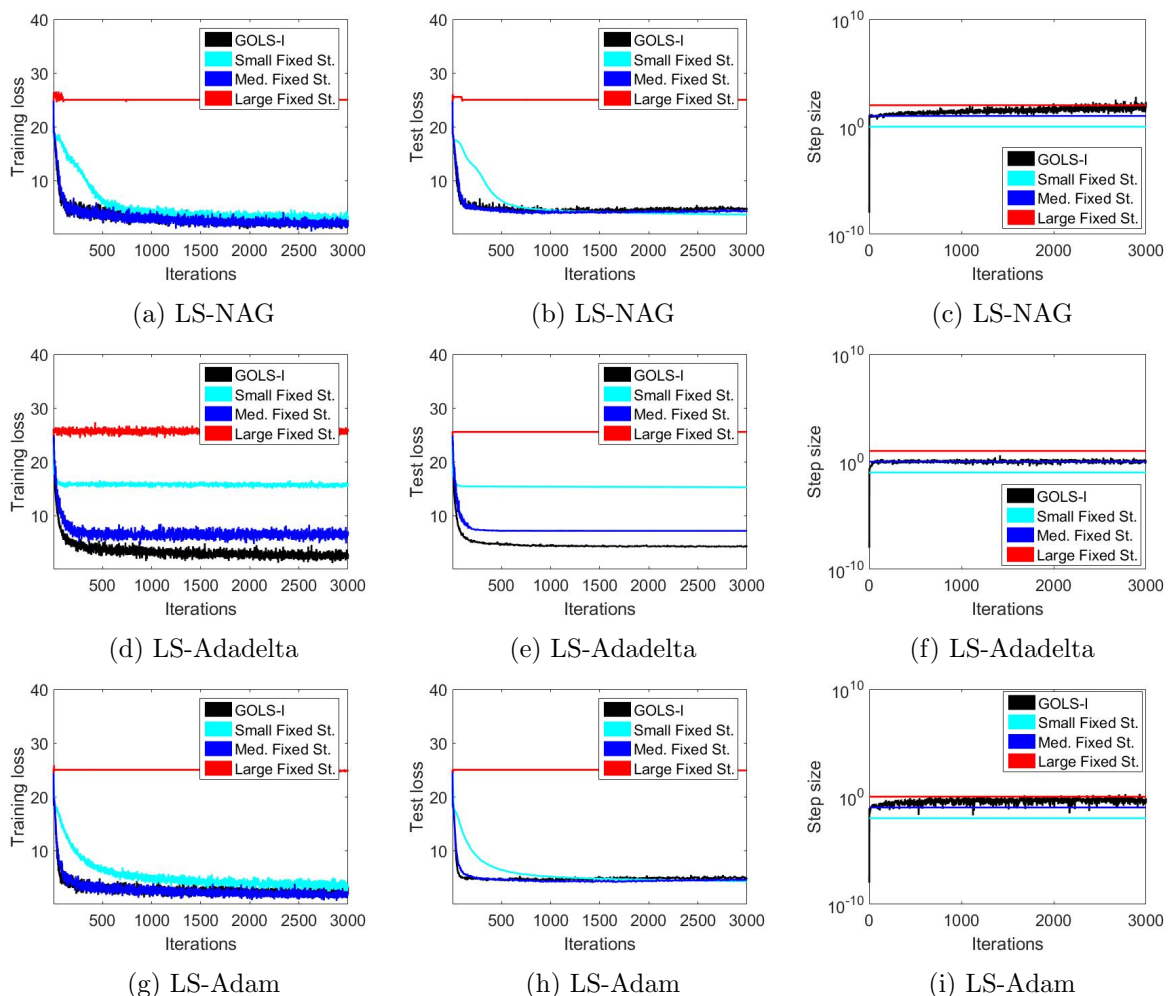 40
30
20
10
Training loss
GOLS-I
Small Fixed St.
Med. Fixed St.
Large Fixed St.
500 1000 1500 2000 2500 3000
Iterations
(a) LS-NAG
40
30
20
10
Test loss
GOLS-I
Small Fixed St.
Med. Fixed St.
Large Fixed St.
500 1000 1500 2000 2500 3000
Iterations
(b) LS-NAG
10^10
10^0
10^-10
Step size
GOLS-I
Small Fixed St.
Med. Fixed St.
Large Fixed St.
0 1000 2000 3000
Iterations
(c) LS-NAG
40
30
20
10
Training loss
GOLS-I
Small Fixed St.
Med. Fixed St.
Large Fixed St.
500 1000 1500 2000 2500 3000
Iterations
(d) LS-Adadelta
40
30
20
10
Test loss
GOLS-I
Small Fixed St.
Med. Fixed St.
Large Fixed St.
500 1000 1500 2000 2500 3000
Iterations
(e) LS-Adadelta
10^10
10^0
10^-10
Step size
GOLS-I
Small Fixed St.
Med. Fixed St.
Large Fixed St.
0 1000 2000 3000
Iterations
(f) LS-Adadelta
40
30
20
10
Training loss
GOLS-I
Small Fixed St.
Med. Fixed St.
Large Fixed St.
500 1000 1500 2000 2500 3000
Iterations
(g) LS-Adam
40
30
20
10
Test loss
GOLS-I
Small Fixed St.
Med. Fixed St.
Large Fixed St.
500 1000 1500 2000 2500 3000
Iterations
(h) LS-Adam
10^10
10^0
10^-10
Step size
GOLS-I
Small Fixed St.
Med. Fixed St.
Large Fixed St.
0 1000 2000 3000
Iterations
(i) LS-Adam